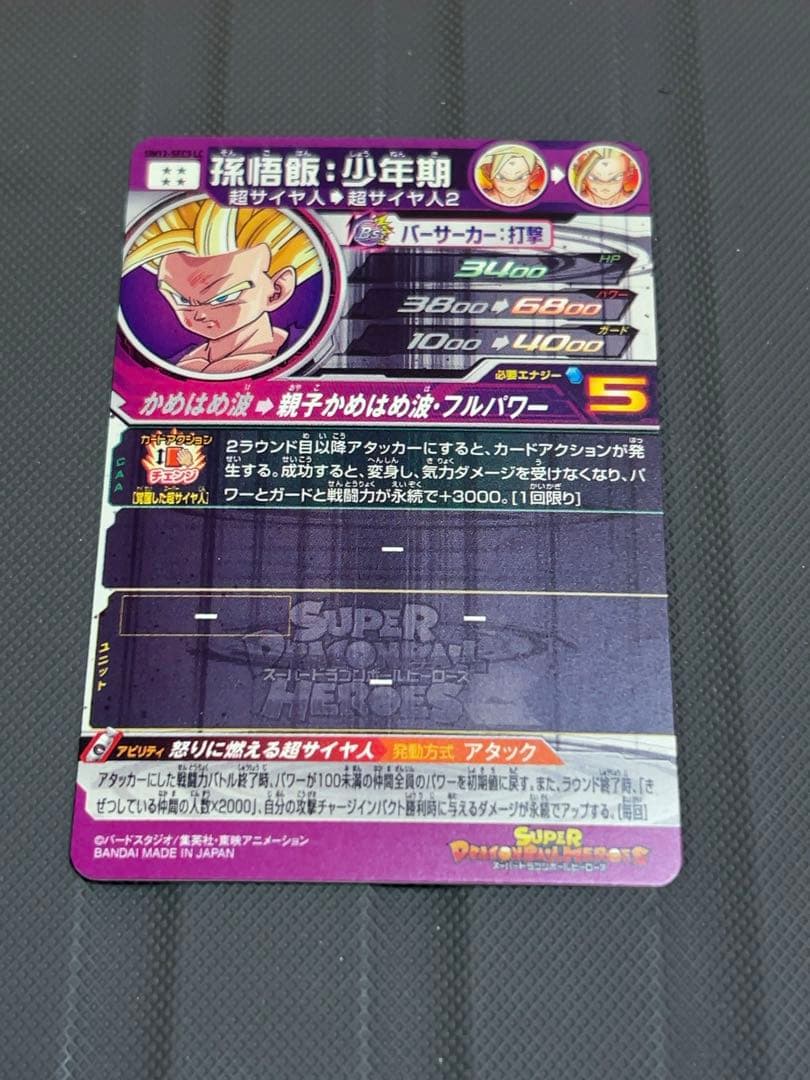 孫悟飯:少年期
超サイヤ人➡超サイヤ人2
Bs バーサーカー:打撃
3400 HP
3800➡6800 パワー
1000➡4000 ガード
必要エナジー 5
かめはめ波➡親子かめはめ波・フルパワー
カードアクション
チェンジ
[覚醒した超サイヤ人]
CAA
2ラウンド目以降アタッカーにすると、カードアクションが発
生する。成功すると、変身し、気力ダメージを受けなくなり、パ
ワーとガードと戦闘力が永続で+3000。[1回限り]
ー
ー ー
ユニット
ー
SUPER
DRAGONBALL
スーパードラゴンボールヒーローズ
HEROES
アビリティ 怒りに燃える超サイヤ人 発動方式 アタック
アタッカーにした戦闘力バトル終了時、パワーが100未満の仲間全員のパワーを初期値に戻す。また、ラウンド終了時、「き
ぜつしている仲間の人数×2000」、自分の攻撃チャージインパクト勝利時に与えるダメージが永続でアップする。[毎回]
©バードスタジオ/集英社・東映アニメーション
BANDAI MADE IN JAPAN
SUPER
DRAGONBALL HEROES
スーパードラゴンボールヒーローズ